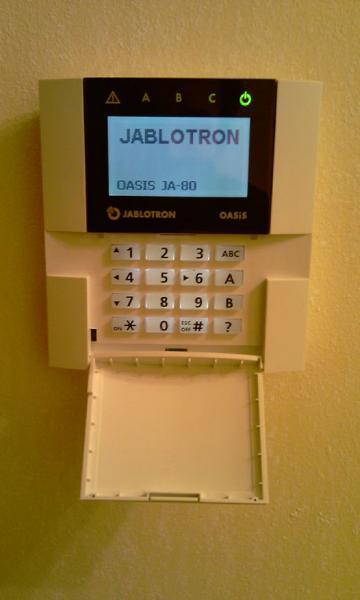 A B C
JABLOTRON
OASIS JA-80
JABLOTRON OASiS
1 2 3 ABC
4 5 6 A
7 8 9 B
ON * 0 ESC OFF # ?